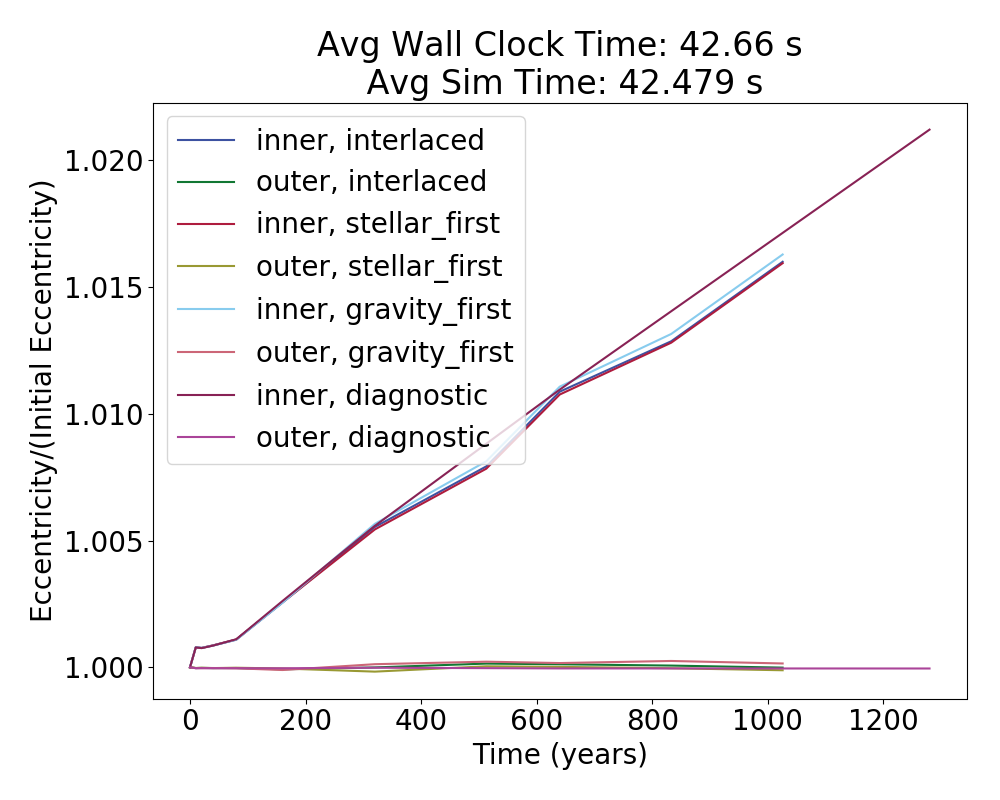 Avg Wall Clock Time: 42.66 s
Avg Sim Time: 42.479 s
inner, interlaced
outer, interlaced
inner, stellar_first
outer, stellar_first
inner, gravity_first
outer, gravity_first
inner, diagnostic
outer, diagnostic
Eccentricity/(Initial Eccentricity)
1.020
1.015
1.010
1.005
1.000
0 200 400 600 800 1000 1200
Time (years)